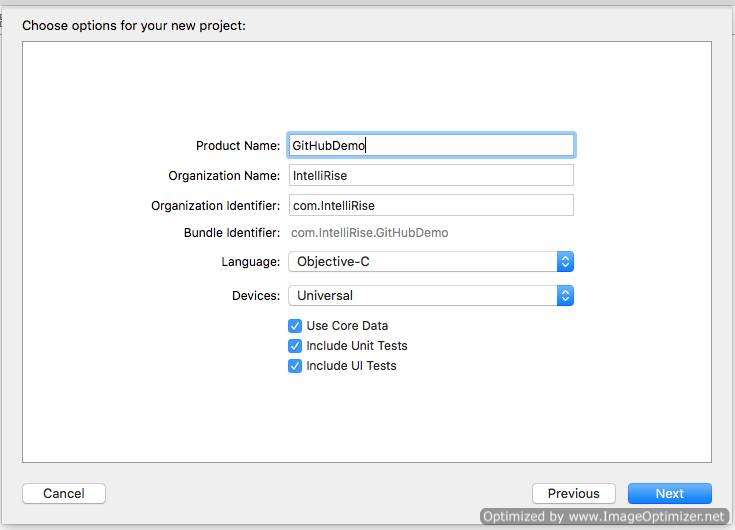 Choose options for your new project:
Product Name: GitHubDemo
Organization Name: IntelliRise
Organization Identifier: com.IntelliRise
Bundle Identifier: com.IntelliRise.GitHubDemo
Language: Objective-C
Devices: Universal
Use Core Data
Include Unit Tests
Include UI Tests
Cancel Previous Next
Optimized by www.ImageOptimizer.net